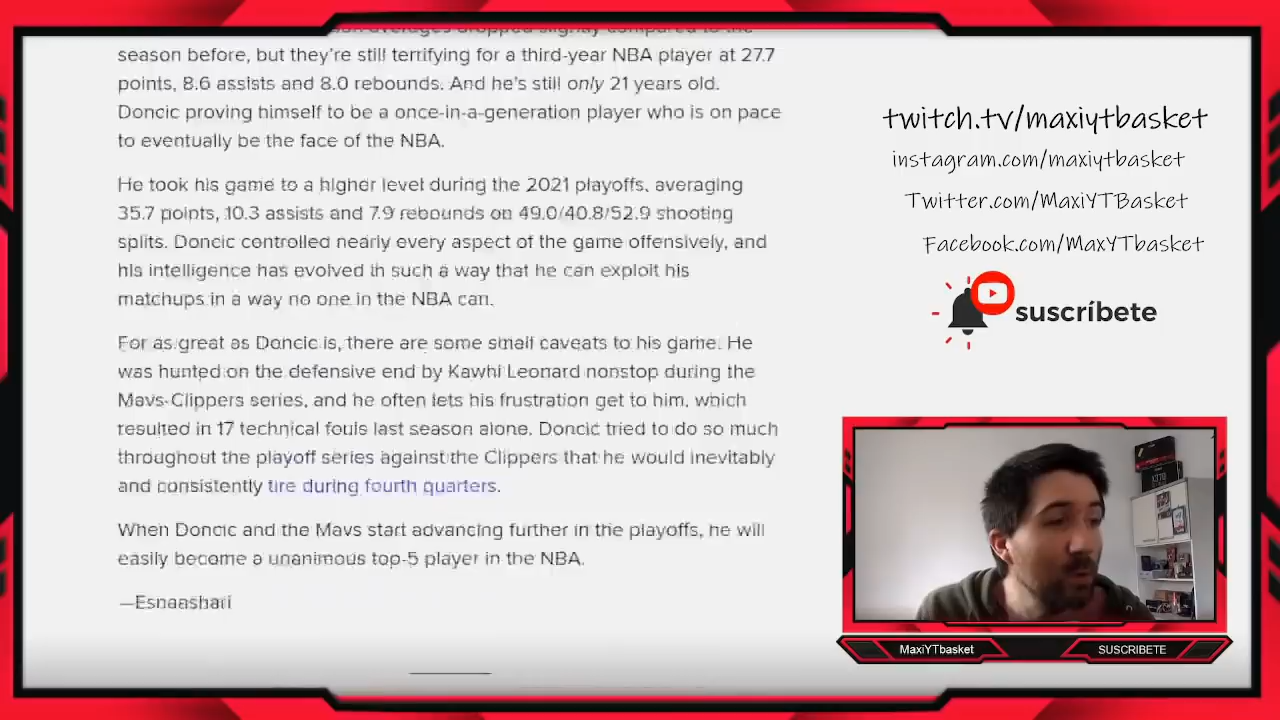 averages dropped slightly compared to the
season before, but they're still terrifying for a third-year NBA player at 27.7
points, 8.6 assists and 8.0 rebounds. And he's still only 21 years old.
Doncic proving himself to be a once-in-a-generation player who is on pace
to eventually be the face of the NBA.
He took his game to a higher level during the 2021 playoffs, averaging
35.7 points, 10.3 assists and 7.9 rebounds on 49.0/40.8/52.9 shooting
splits. Doncic controlled nearly every aspect of the game offensively, and
his intelligence has evolved in such a way that he can exploit his
matchups in a way no one in the NBA can.
For as great as Doncic is, there are some small caveats to his game. He
was hunted on the defensive end by Kawhi Leonard nonstop during the
Mavs-Clippers series, and he often lets his frustration get to him, which
resulted in 17 technical fouls last season alone. Doncic tried to do so much
throughout the playoff series against the Clippers that he would inevitably
and consistently tire during fourth quarters.
When Doncic and the Mavs start advancing further in the playoffs, he will
easily become a unanimous top-5 player in the NBA.
—Esnaashari
twitch.tv/maxiytbasket
instagram.com/maxiytbasket
Twitter.com/MaxiYTBasket
Facebook.com/MaxYTbasket
suscríbete
MaxiYTbasket
SUSCRIBETE